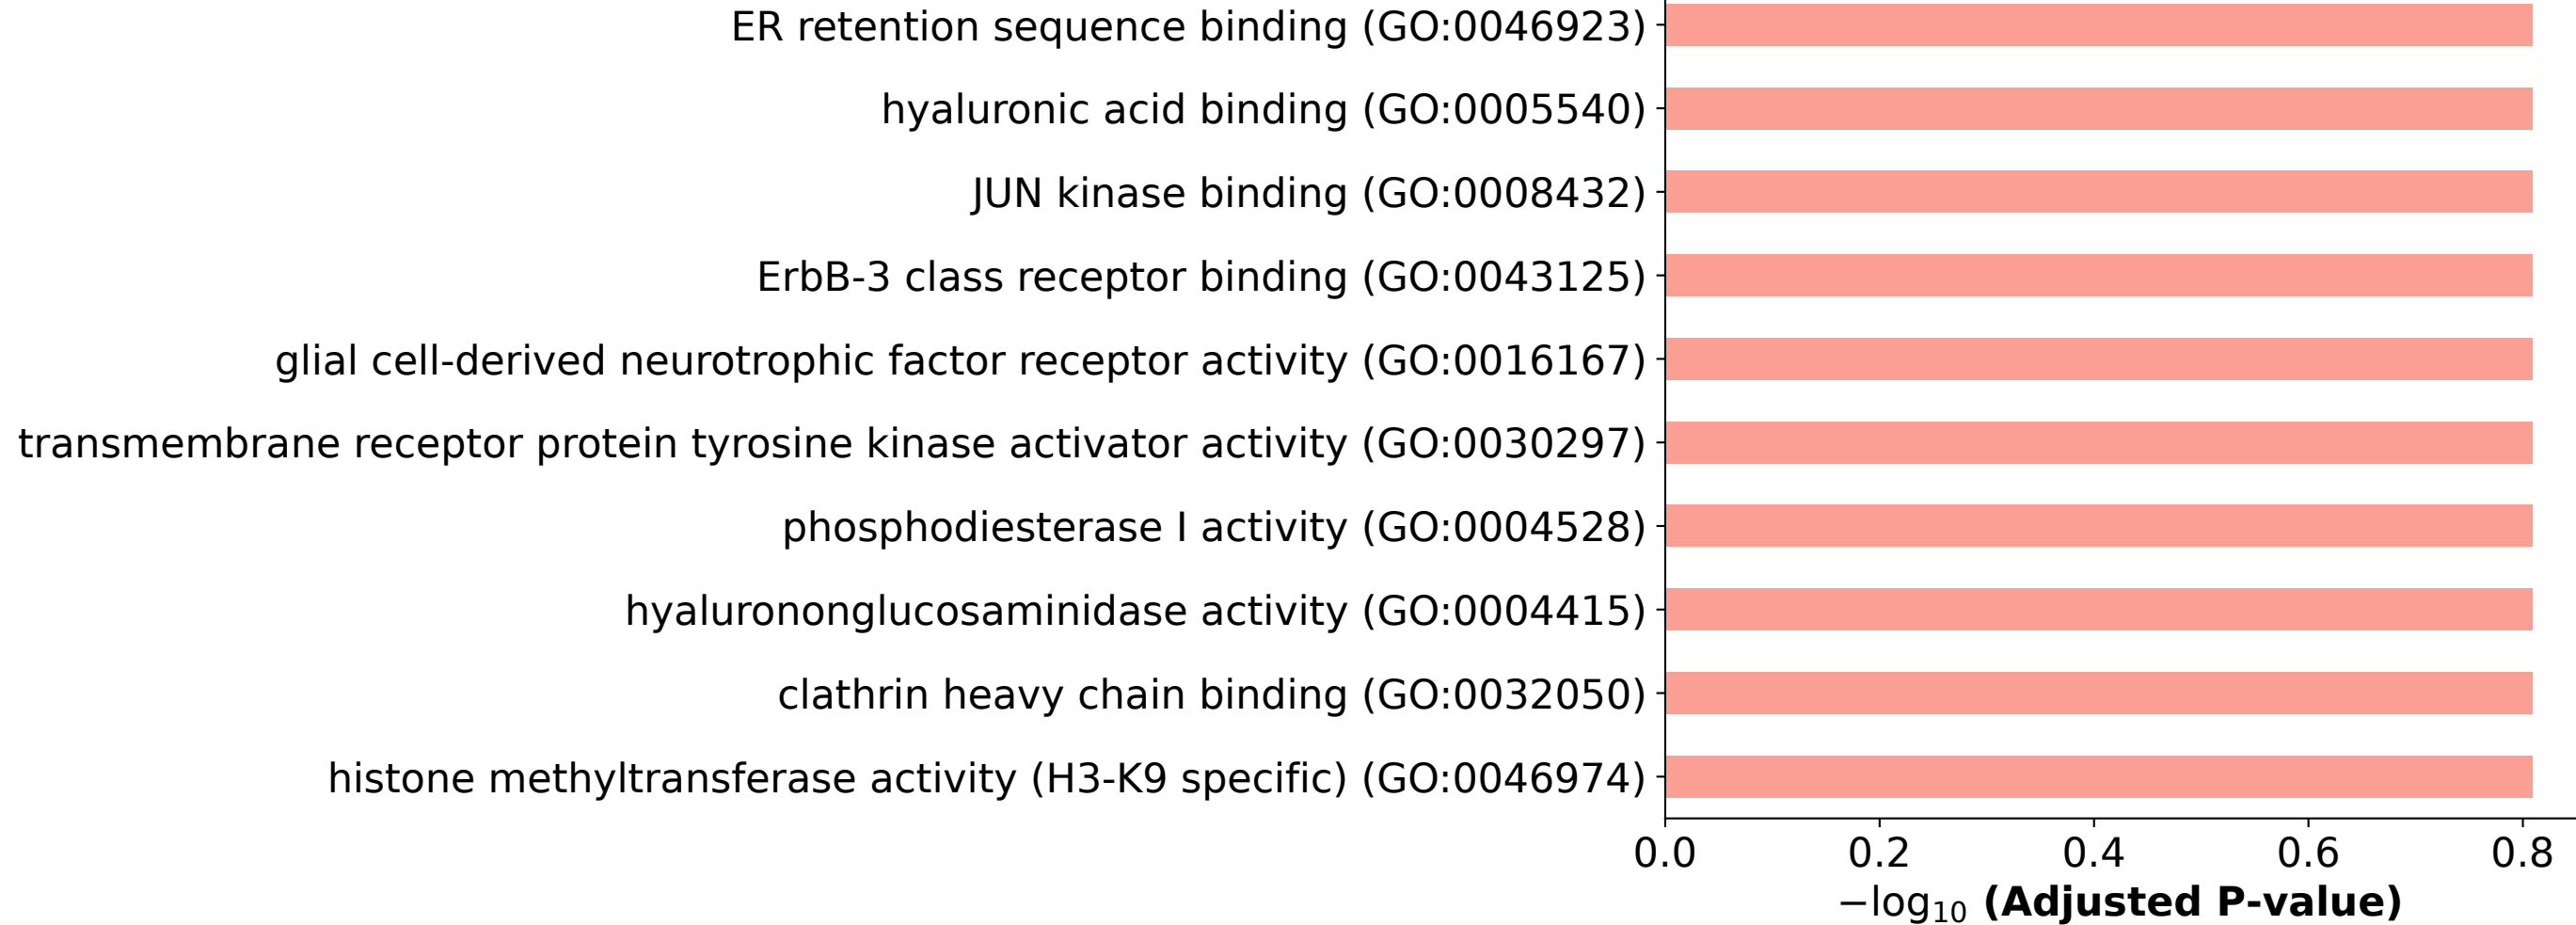 ER retention sequence binding (GO:0046923)
hyaluronic acid binding (GO:0005540)
JUN kinase binding (GO:0008432)
ErbB-3 class receptor binding (GO:0043125)
glial cell-derived neurotrophic factor receptor activity (GO:0016167)
transmembrane receptor protein tyrosine kinase activator activity (GO:0030297)
phosphodiesterase I activity (GO:0004528)
hyalurononglucosaminidase activity (GO:0004415)
clathrin heavy chain binding (GO:0032050)
histone methyltransferase activity (H3-K9 specific) (GO:0046974)
0.0 0.2 0.4 0.6 0.8
−log₁₀ (Adjusted P-value)